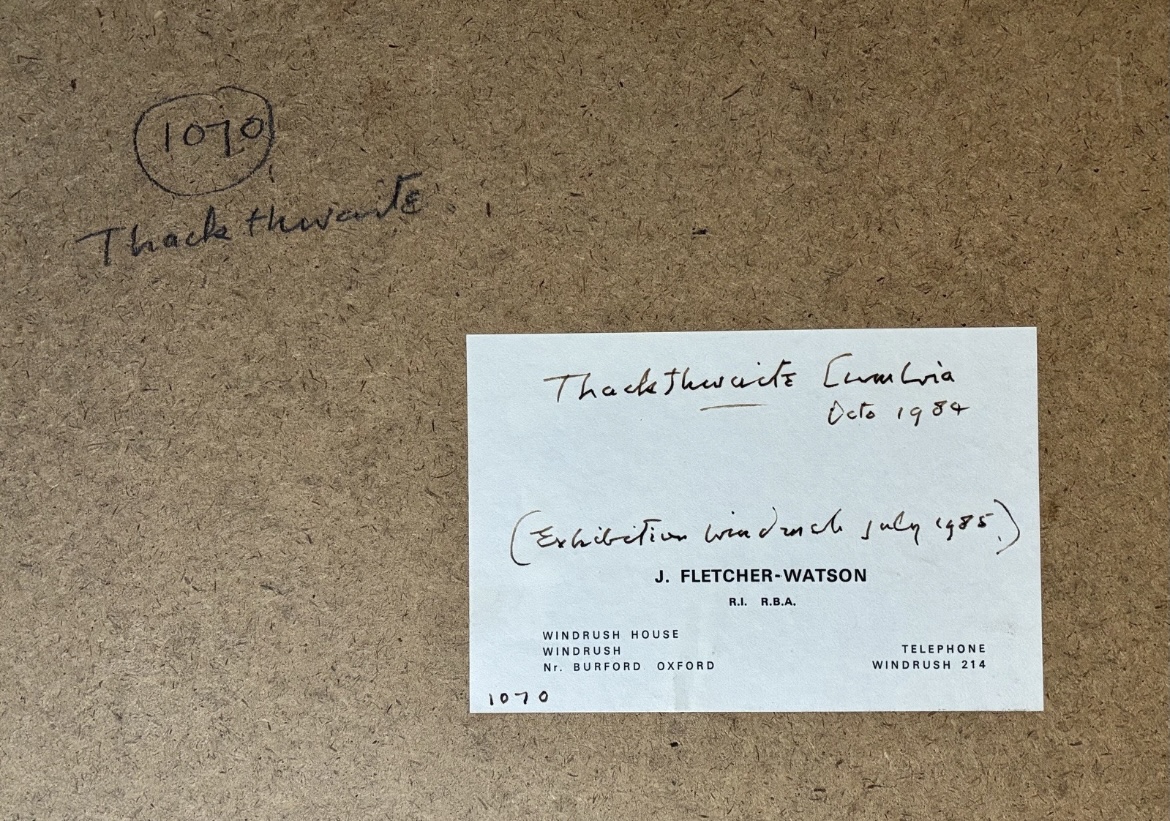 1070
Thackthwaite
Thackthwaite Cumbria
Octo 1984
(Exhibition Windrush July 1985.)
J. FLETCHER-WATSON
R.I. R.B.A.
WINDRUSH HOUSE
WINDRUSH
Nr. BURFORD OXFORD
TELEPHONE
WINDRUSH 214
1070